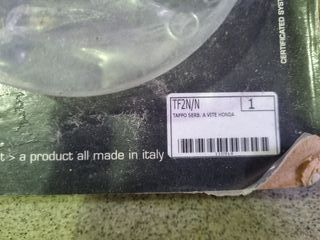 CERTIFICATED SYS
TF2N/N
1
TAPPO SERB. A VITE HONDA
t > a product all made in italy